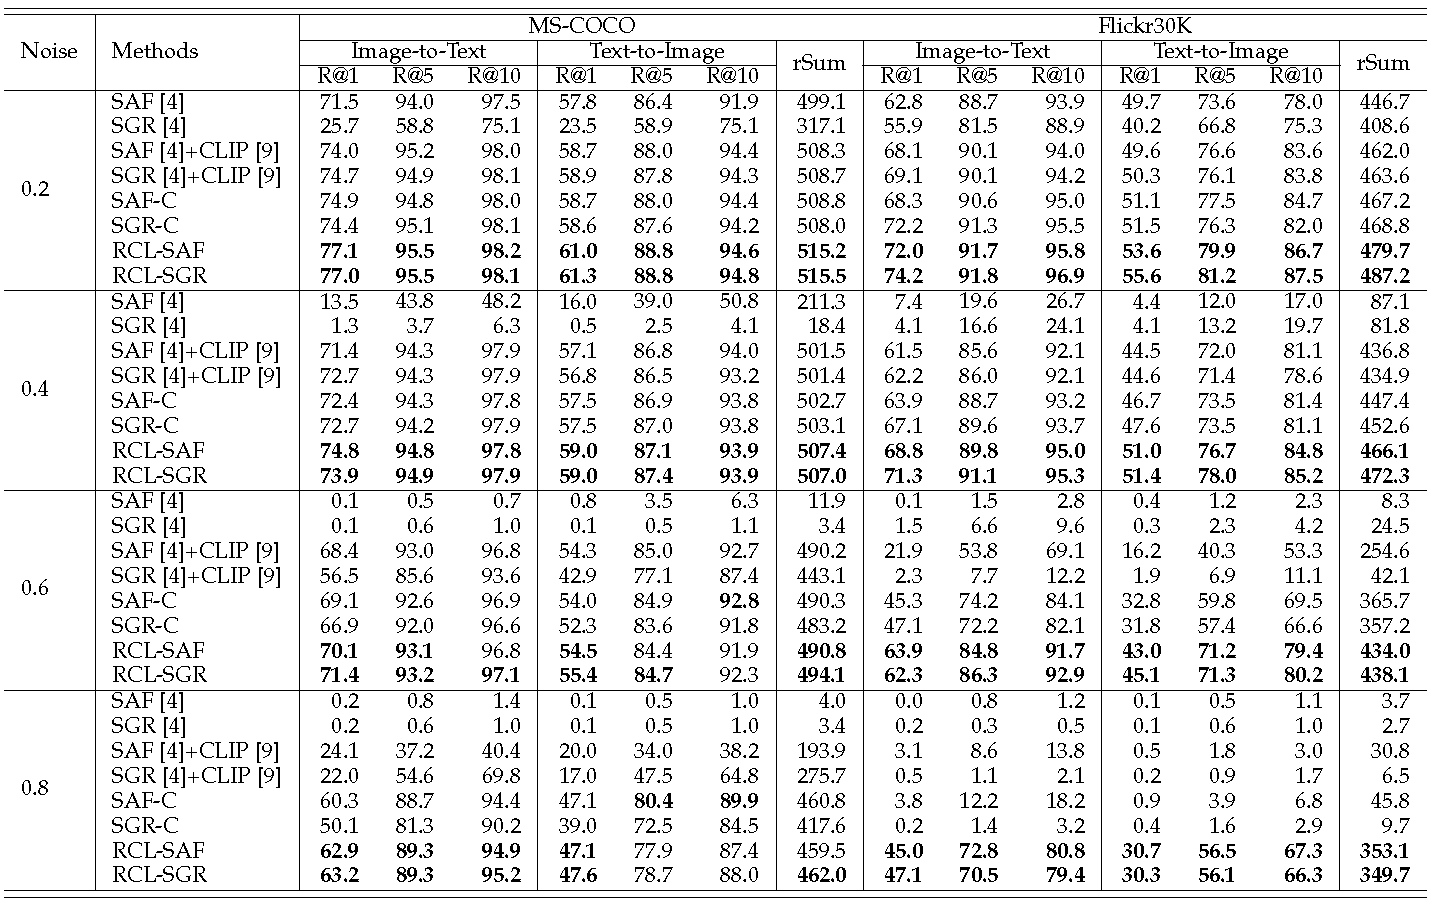 MS-COCO Flickr30K
Noise Methods Image-to-Text Text-to-Image rSum Image-to-Text Text-to-Image rSum
R@1 R@5 R@10 R@1 R@5 R@10 R@1 R@5 R@10 R@1 R@5 R@10
0.2
SAF [4] 71.5 94.0 97.5 57.8 86.4 91.9 499.1 62.8 88.7 93.9 49.7 73.6 78.0 446.7
SGR [4] 25.7 58.8 75.1 23.5 58.9 75.1 317.1 55.9 81.5 88.9 40.2 66.8 75.3 408.6
SAF [4]+CLIP [9] 74.0 95.2 98.0 58.7 88.0 94.4 508.3 68.1 90.1 94.0 49.6 76.6 83.6 462.0
SGR [4]+CLIP [9] 74.7 94.9 98.1 58.9 87.8 94.3 508.7 69.1 90.1 94.2 50.3 76.1 83.8 463.6
SAF-C 74.9 94.8 98.0 58.7 88.0 94.4 508.8 68.3 90.6 95.0 51.1 77.5 84.7 467.2
SGR-C 74.4 95.1 98.1 58.6 87.6 94.2 508.0 72.2 91.3 95.5 51.5 76.3 82.0 468.8
RCL-SAF 77.1 95.5 98.2 61.0 88.8 94.6 515.2 72.0 91.7 95.8 53.6 79.9 86.7 479.7
RCL-SGR 77.0 95.5 98.1 61.3 88.8 94.8 515.5 74.2 91.8 96.9 55.6 81.2 87.5 487.2
0.4
SAF [4] 13.5 43.8 48.2 16.0 39.0 50.8 211.3 7.4 19.6 26.7 4.4 12.0 17.0 87.1
SGR [4] 1.3 3.7 6.3 0.5 2.5 4.1 18.4 4.1 16.6 24.1 4.1 13.2 19.7 81.8
SAF [4]+CLIP [9] 71.4 94.3 97.9 57.1 86.8 94.0 501.5 61.5 85.6 92.1 44.5 72.0 81.1 436.8
SGR [4]+CLIP [9] 72.7 94.3 97.9 56.8 86.5 93.2 501.4 62.2 86.0 92.1 44.6 71.4 78.6 434.9
SAF-C 72.4 94.3 97.8 57.5 86.9 93.8 502.7 63.9 88.7 93.2 46.7 73.5 81.4 447.4
SGR-C 72.7 94.2 97.9 57.5 87.0 93.8 503.1 67.1 89.6 93.7 47.6 73.5 81.1 452.6
RCL-SAF 74.8 94.8 97.8 59.0 87.1 93.9 507.4 68.8 89.8 95.0 51.0 76.7 84.8 466.1
RCL-SGR 73.9 94.9 97.9 59.0 87.4 93.9 507.0 71.3 91.1 95.3 51.4 78.0 85.2 472.3
0.6
SAF [4] 0.1 0.5 0.7 0.8 3.5 6.3 11.9 0.1 1.5 2.8 0.4 1.2 2.3 8.3
SGR [4] 0.1 0.6 1.0 0.1 0.5 1.1 3.4 1.5 6.6 9.6 0.3 2.3 4.2 24.5
SAF [4]+CLIP [9] 68.4 93.0 96.8 54.3 85.0 92.7 490.2 21.9 53.8 69.1 16.2 40.3 53.3 254.6
SGR [4]+CLIP [9] 56.5 85.6 93.6 42.9 77.1 87.4 443.1 2.3 7.7 12.2 1.9 6.9 11.1 42.1
SAF-C 69.1 92.6 96.9 54.0 84.9 92.8 490.3 45.3 74.2 84.1 32.8 59.8 69.5 365.7
SGR-C 66.9 92.0 96.6 52.3 83.6 91.8 483.2 47.1 72.2 82.1 31.8 57.4 66.6 357.2
RCL-SAF 70.1 93.1 96.8 54.5 84.4 91.9 490.8 63.9 84.8 91.7 43.0 71.2 79.4 434.0
RCL-SGR 71.4 93.2 97.1 55.4 84.7 92.3 494.1 62.3 86.3 92.9 45.1 71.3 80.2 438.1
0.8
SAF [4] 0.2 0.8 1.4 0.1 0.5 1.0 4.0 0.0 0.8 1.2 0.1 0.5 1.1 3.7
SGR [4] 0.2 0.6 1.0 0.1 0.5 1.0 3.4 0.2 0.3 0.5 0.1 0.6 1.0 2.7
SAF [4]+CLIP [9] 24.1 37.2 40.4 20.0 34.0 38.2 193.9 3.1 8.6 13.8 0.5 1.8 3.0 30.8
SGR [4]+CLIP [9] 22.0 54.6 69.8 17.0 47.5 64.8 275.7 0.5 1.1 2.1 0.2 0.9 1.7 6.5
SAF-C 60.3 88.7 94.4 47.1 80.4 89.9 460.8 3.8 12.2 18.2 0.9 3.9 6.8 45.8
SGR-C 50.1 81.3 90.2 39.0 72.5 84.5 417.6 0.2 1.4 3.2 0.4 1.6 2.9 9.7
RCL-SAF 62.9 89.3 94.9 47.1 77.9 87.4 459.5 45.0 72.8 80.8 30.7 56.5 67.3 353.1
RCL-SGR 63.2 89.3 95.2 47.6 78.7 88.0 462.0 47.1 70.5 79.4 30.3 56.1 66.3 349.7